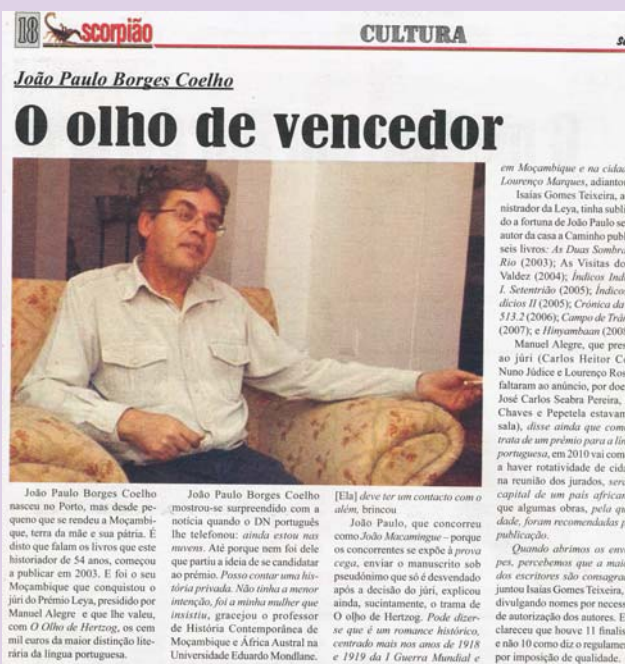 18 scorpião
CULTURA
João Paulo Borges Coelho
O olho de vencedor
João Paulo Borges Coelho
nasceu no Porto, mas desde pe-
queno que se rendeu a Moçambi-
que, terra da mãe e sua pátria. É
disto que falam os livros que este
historiador de 54 anos, começou
a publicar em 2003. E foi o seu
Moçambique que conquistou o
júri do Prémio Leya, presidido por
Manuel Alegre e que lhe valeu,
com O Olho de Hertzog, os cem
mil euros da maior distinção lite-
rária da língua portuguesa.
João Paulo Borges Coelho
mostrou-se surpreendido com a
notícia quando o DN português
lhe telefonou: ainda estou nas
nuvens. Até porque nem foi dele
que partiu a ideia de se candidatar
ao prémio. Posso contar uma his-
tória privada. Não tinha a menor
intenção, foi a minha mulher que
insistiu, gracejou o professor
de História Contemporânea de
Moçambique e África Austral na
Universidade Eduardo Mondlane.
[Ela] deve ter um contacto com o
além, brincou
João Paulo, que concorreu
como João Macamingue – porque
os concorrentes se expõe à prova
cega, enviar o manuscrito sob
pseudónimo que só é desvendado
após a decisão do júri, explicou
ainda, sucintamente, o trama de
O olho de Hertzog. Pode dizer-
se que é um romance histórico,
centrado mais nos anos de 1918
e 1919 da I Guerra Mundial e
em Moçambique e na cidad
Lourenço Marques, adiantou
Isaías Gomes Teixeira, a
nistrador da Leya, tinha subli
do a fortuna de João Paulo se
autor da casa a Caminho publ
seis livros: As Duas Sombra
Rio (2003); As Visitas do
Valdez (2004); Índicos Indí
I. Setentrião (2005); Índicos
dícios II (2005); Crónica da
513.2 (2006); Campo de Trân
(2007); e Hinyambaan (2008
Manuel Alegre, que pres
ao júri (Carlos Heitor Co
Nuno Júdice e Lourenço Ros
faltaram ao anúncio, por doe
José Carlos Seabra Pereira,
Chaves e Pepetela estavam
sala), disse ainda que com
trata de um prémio para a lín
portuguesa, em 2010 vai com
a haver rotatividade de cida
na reunião dos jurados, será
capital de um país african
que algumas obras, pela qu
dade, foram recomendadas p
publicação.
Quando abrimos os env
pes, percebemos que a maio
dos escritores são consagrad
juntou Isaías Gomes Teixeira,
divulgando nomes por necess
de autorização dos autores. E
clareceu que houve 11 finalis
e não 10 como diz o regulame
por imposição de qualidade.